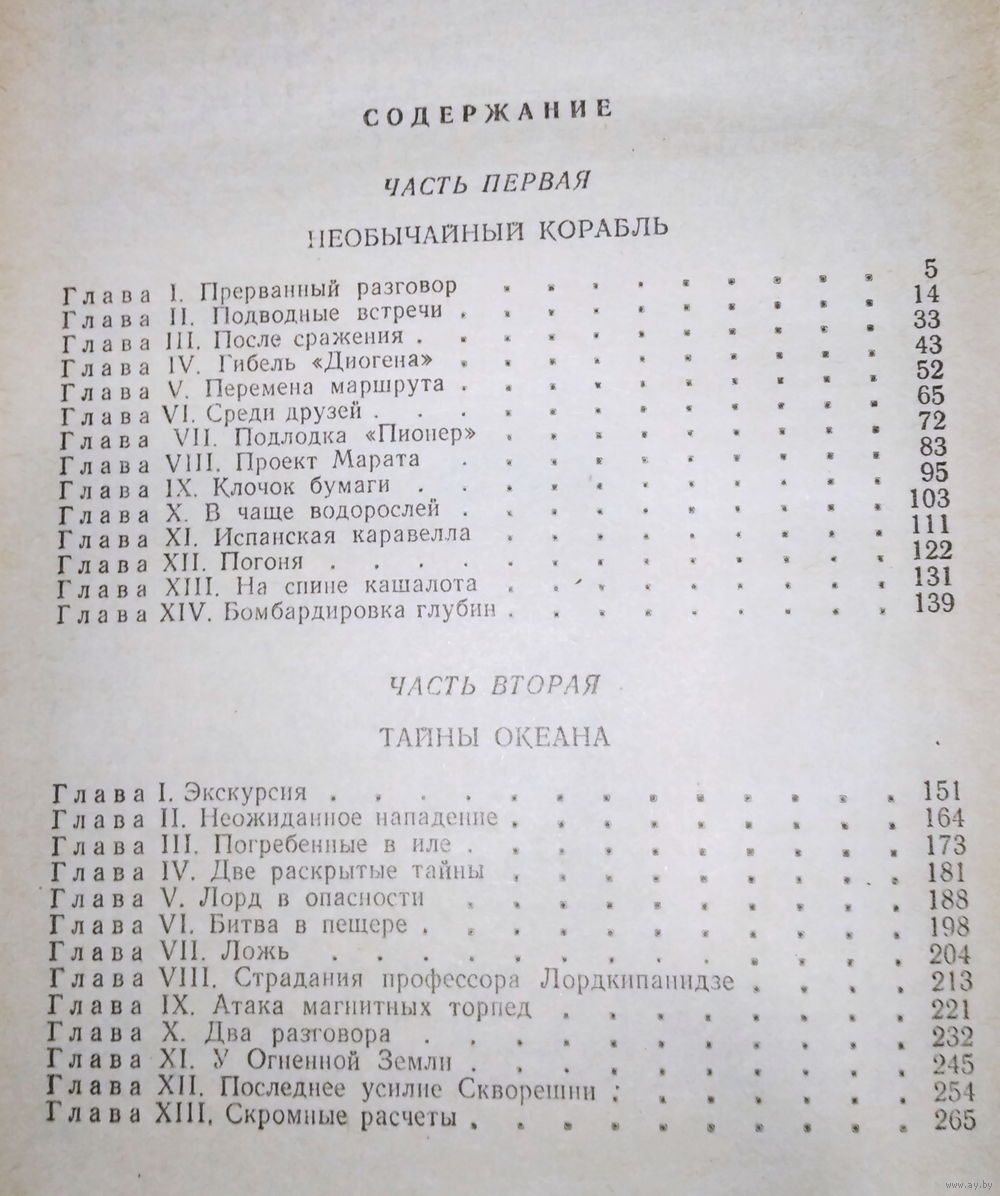 СОДЕРЖАНИЕ
ЧАСТЬ ПЕРВАЯ
НЕОБЫЧАЙНЫЙ КОРАБЛЬ
Глава I. Прерванный разговор . . . . . . . . . 5
Глава II. Подводные встречи . . . . . . . . . . 14
Глава III. После сражения . . . . . . . . . . . 33
Глава IV. Гибель «Диогена» . . . . . . . . . . 43
Глава V. Перемена маршрута . . . . . . . . . . 52
Глава VI. Среди друзей . . . . . . . . . . . . 65
Глава VII. Подлодка «Пионер» . . . . . . . . . 72
Глава VIII. Проект Марата . . . . . . . . . . 83
Глава IX. Клочок бумаги . . . . . . . . . . . 95
Глава X. В чаще водорослей . . . . . . . . . . 103
Глава XI. Испанская каравелла . . . . . . . . . 111
Глава XII. Погоня . . . . . . . . . . . . . 122
Глава XIII. На спине кашалота . . . . . . . . . 131
Глава XIV. Бомбардировка глубин . . . . . . . . . 139
ЧАСТЬ ВТОРАЯ
ТАЙНЫ ОКЕАНА
Глава I. Экскурсия . . . . . . . . . . . . . 151
Глава II. Неожиданное нападение . . . . . . . . . 164
Глава III. Погребенные в иле . . . . . . . . . . 173
Глава IV. Две раскрытые тайны . . . . . . . . . 181
Глава V. Лорд в опасности . . . . . . . . . . 188
Глава VI. Битва в пещере . . . . . . . . . . . 198
Глава VII. Ложь . . . . . . . . . . . . . 204
Глава VIII. Страдания профессора Лордкипанидзе . . . . 213
Глава IX. Атака магнитных торпед . . . . . . . . 221
Глава X. Два разговора . . . . . . . . . . . 232
Глава XI. У Огненной Земли . . . . . . . . . . 245
Глава XII. Последнее усилие Скворешни . . . . . . . 254
Глава XIII. Скромные расчеты . . . . . . . . . . 265
www.ay.by